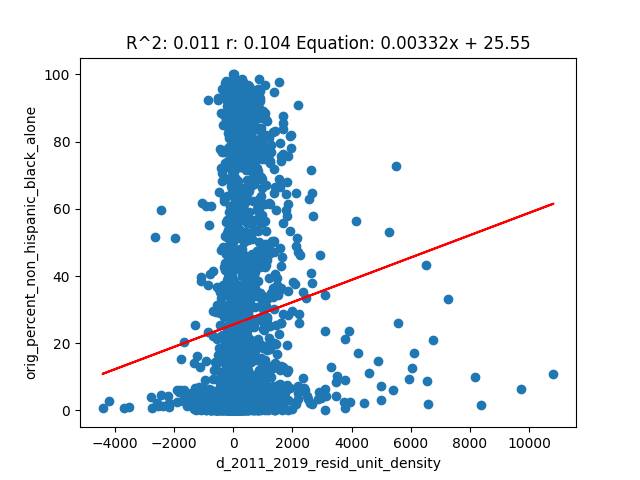 R^2: 0.011 r: 0.104 Equation: 0.00332x + 25.55
100
80
60
40
20
0
orig_percent_non_hispanic_black_alone
−4000 −2000 0 2000 4000 6000 8000 10000
d_2011_2019_resid_unit_density